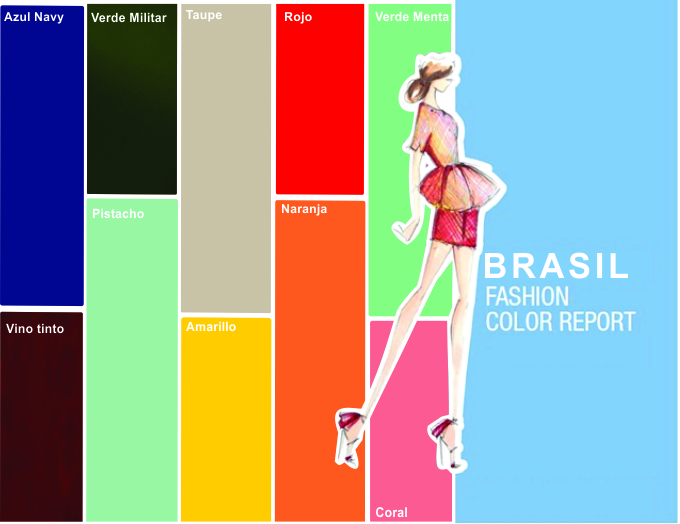 Azul Navy
Verde Militar
Taupe
Rojo
Verde Menta
Pistacho
Naranja
Vino tinto
Amarillo
Coral
BRASIL
FASHION
COLOR REPORT